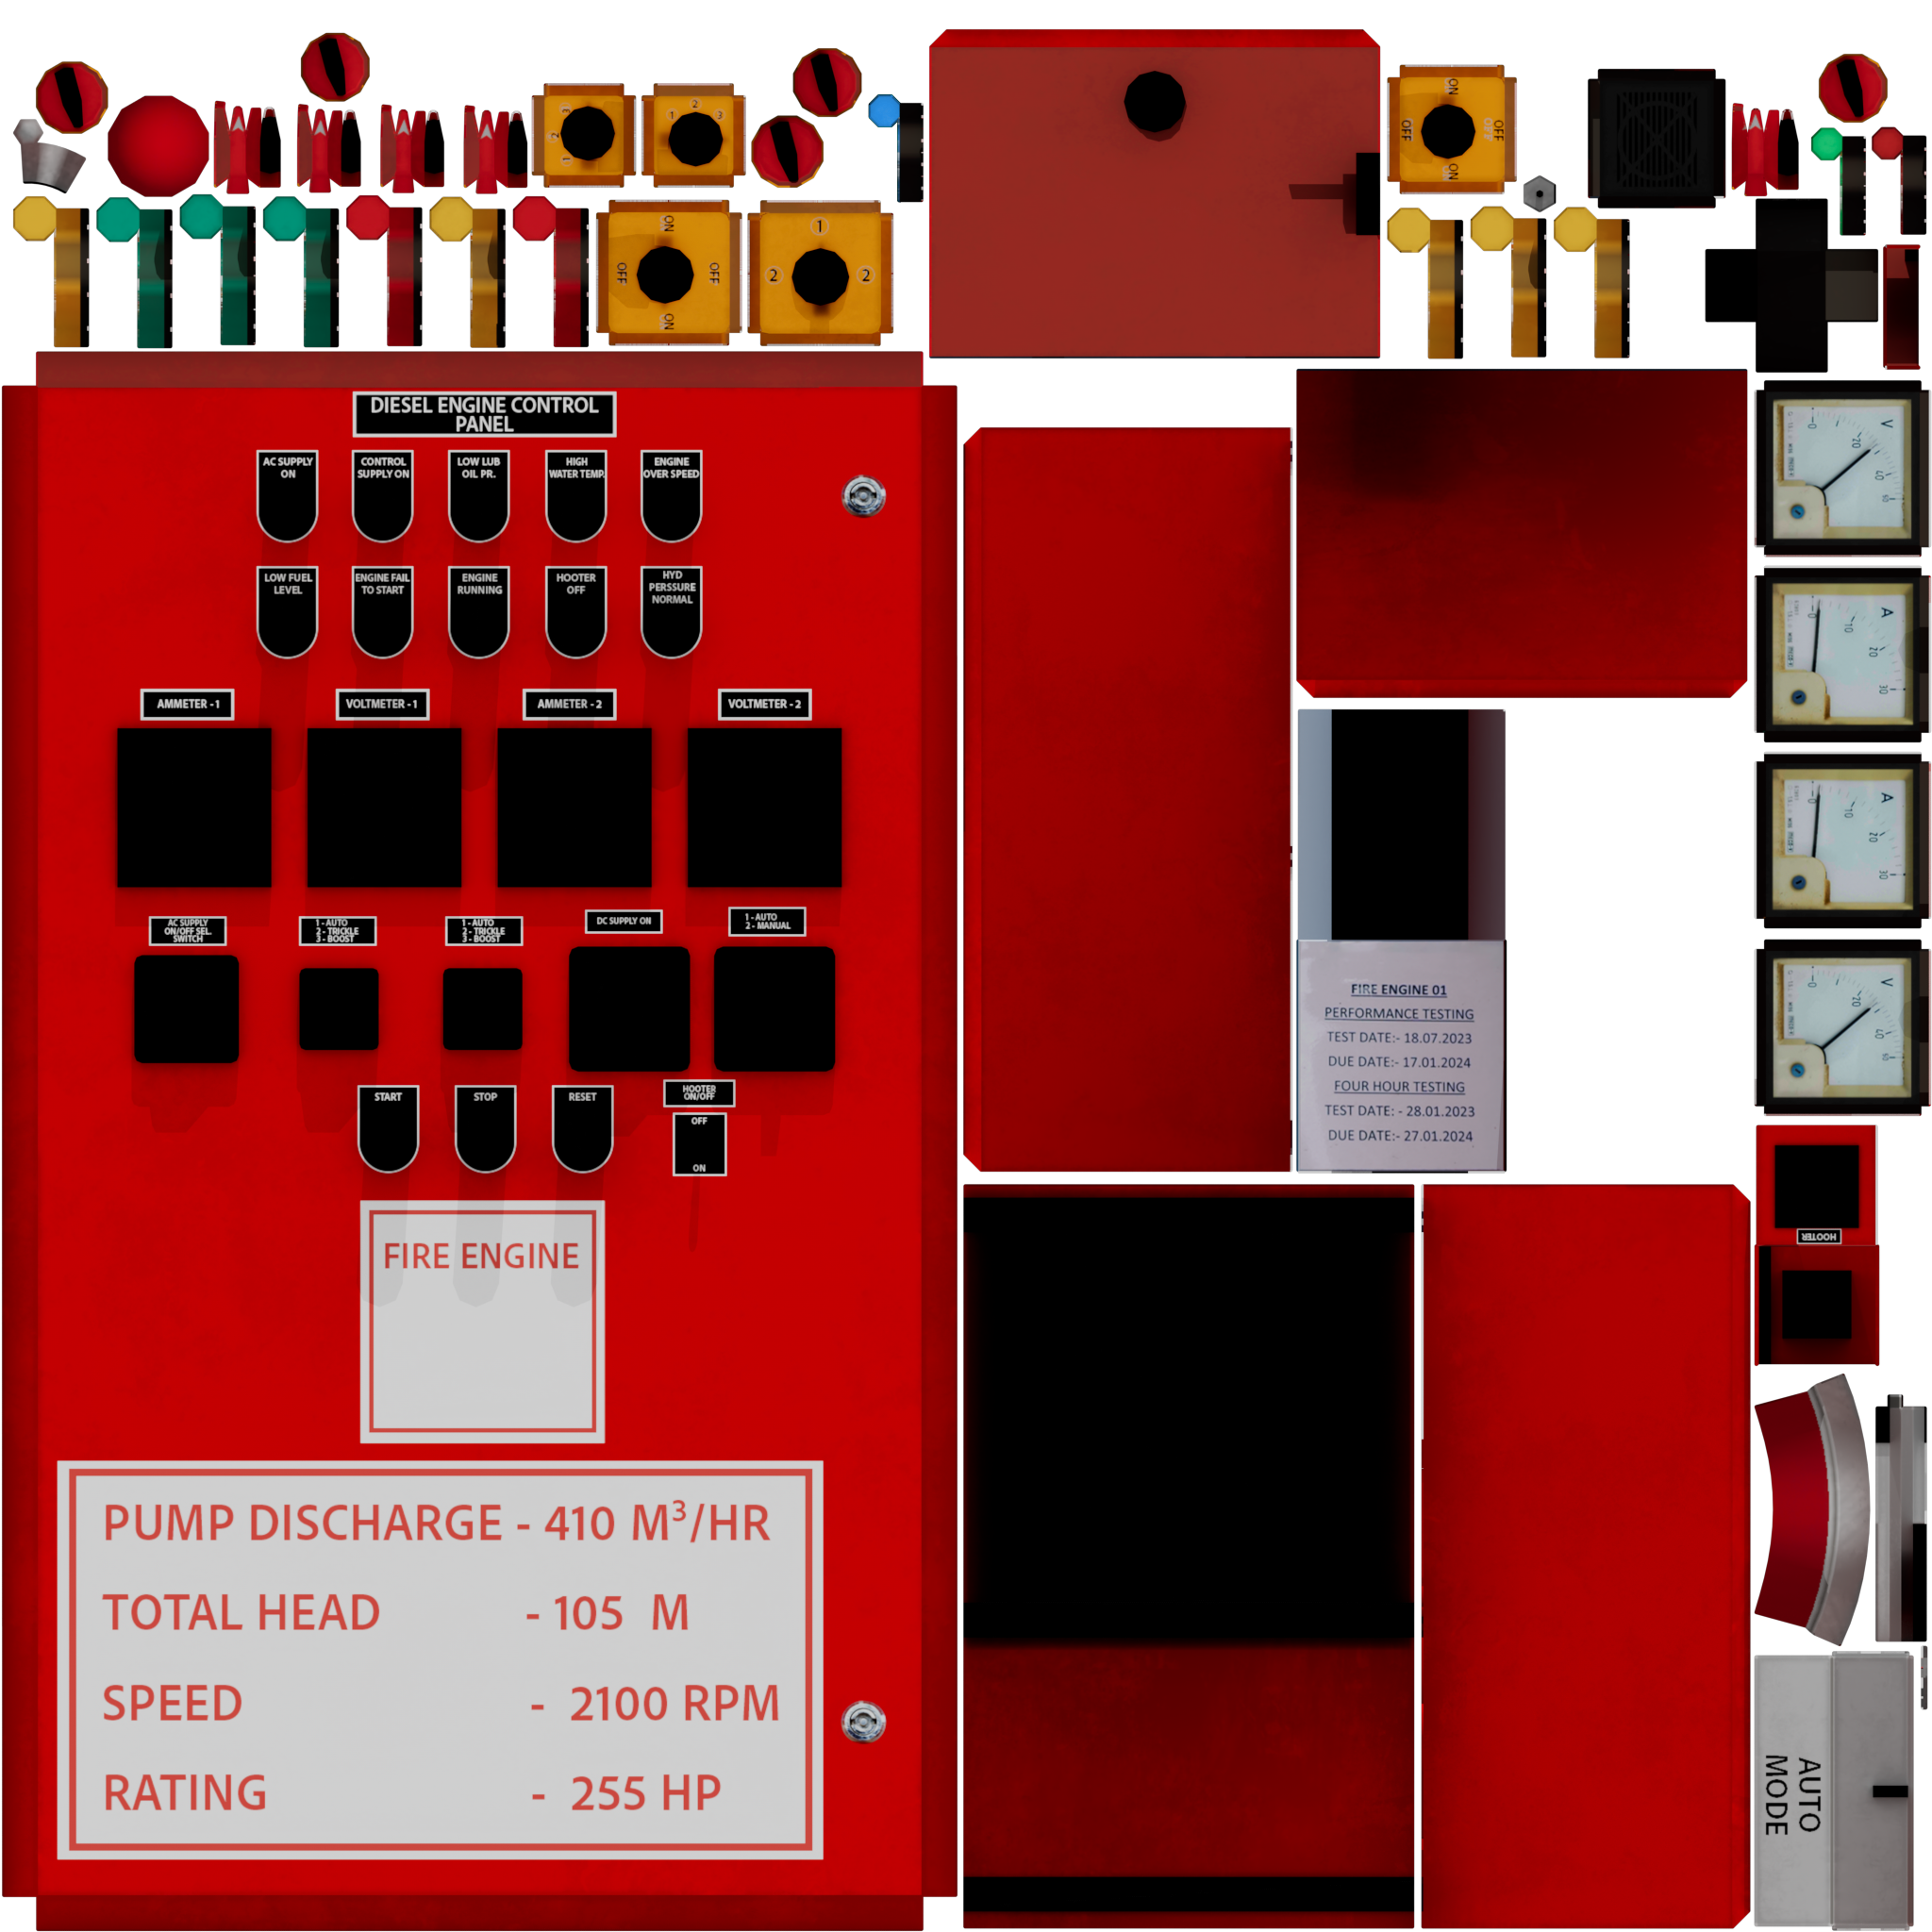 DIESEL ENGINE CONTROL
PANEL
AC SUPPLY
ON
CONTROL
SUPPLY ON
LOW LUB
OIL PR.
HIGH
WATER TEMP.
ENGINE
OVER SPEED
LOW FUEL
LEVEL
ENGINE FAIL
TO START
ENGINE
RUNNING
HOOTER
OFF
HYD
PERSSURE
NORMAL
AMMETER - 1
VOLTMETER - 1
AMMETER - 2
VOLTMETER - 2
AC SUPPLY
ON/OFF SEL.
SWITCH
1 - AUTO
2 - TRICKLE
3 - BOOST
1 - AUTO
2 - TRICKLE
3 - BOOST
DC SUPPLY ON
1 - AUTO
2 - MANUAL
START
STOP
RESET
HOOTER
ON/OFF
OFF
ON
FIRE ENGINE
PUMP DISCHARGE - 410 M³/HR
TOTAL HEAD - 105 M
SPEED - 2100 RPM
RATING - 255 HP
3
2
1
2
1
3
ON
OFF
OFF
ON
1
2
2
ON
OFF
OFF
ON
FIRE ENGINE 01
PERFORMANCE TESTING
TEST DATE:- 18.07.2023
DUE DATE:- 17.01.2024
FOUR HOUR TESTING
TEST DATE: - 28.01.2023
DUE DATE:- 27.01.2024
V
0
20
40
60
A
0
10
20
30
A
0
10
20
30
V
0
20
40
60
HOOTER
AUTO
MODE